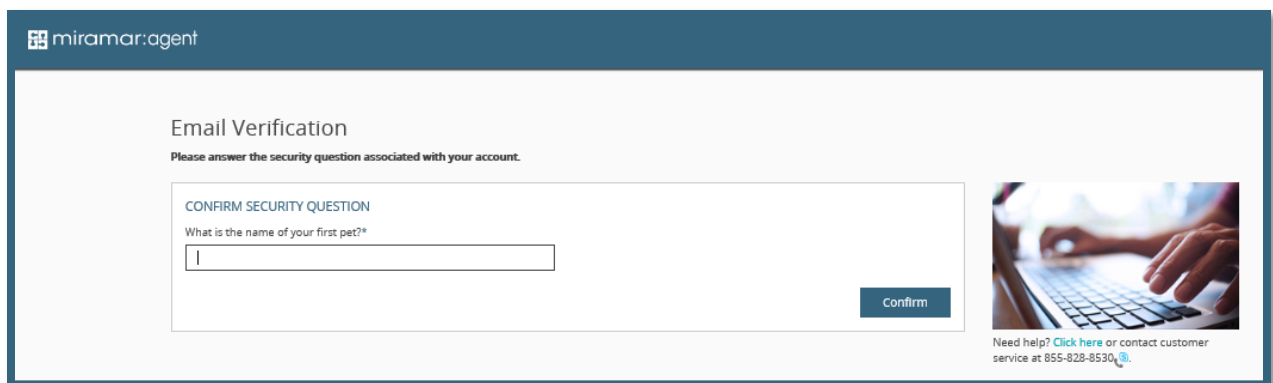 miramar:agent
Email Verification
Please answer the security question associated with your account.
CONFIRM SECURITY QUESTION
What is the name of your first pet?*
Confirm
Need help? Click here or contact customer
service at 855-828-8530.